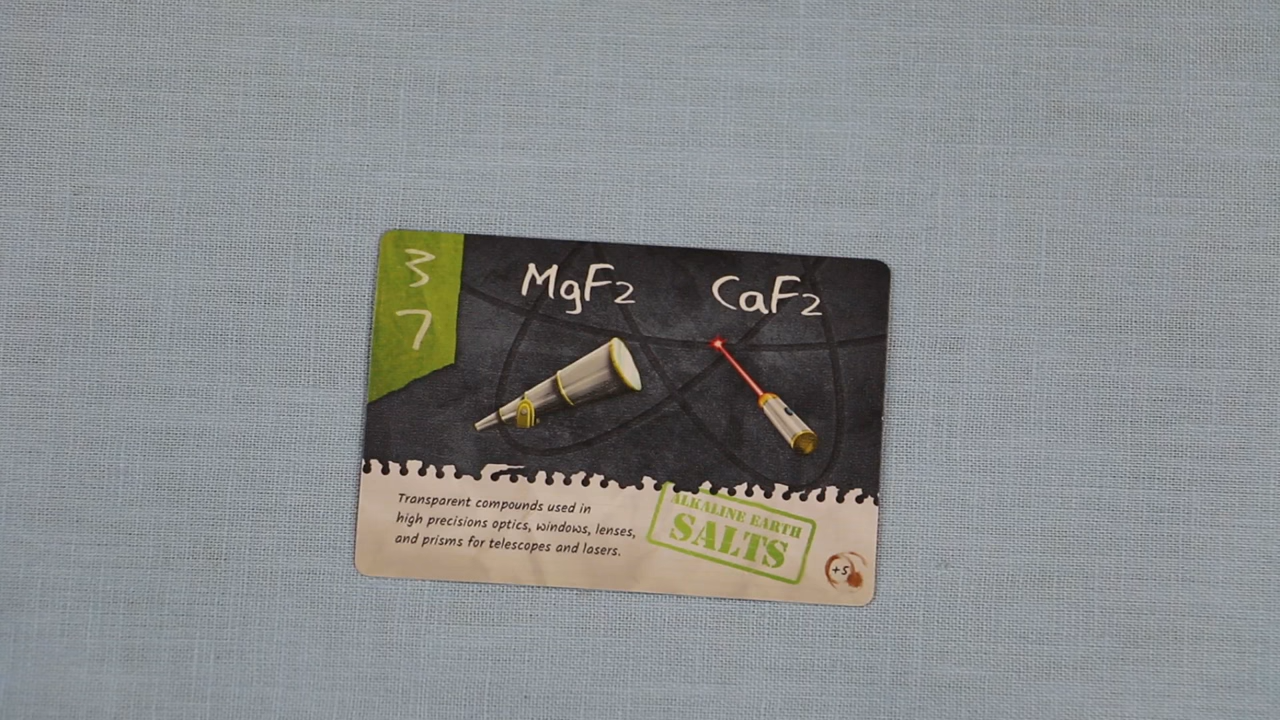 3
7
MgF2
CaF2
Transparent compounds used in
high precisions optics, windows, lenses,
and prisms for telescopes and lasers.
ALKALINE EARTH
SALTS
+5